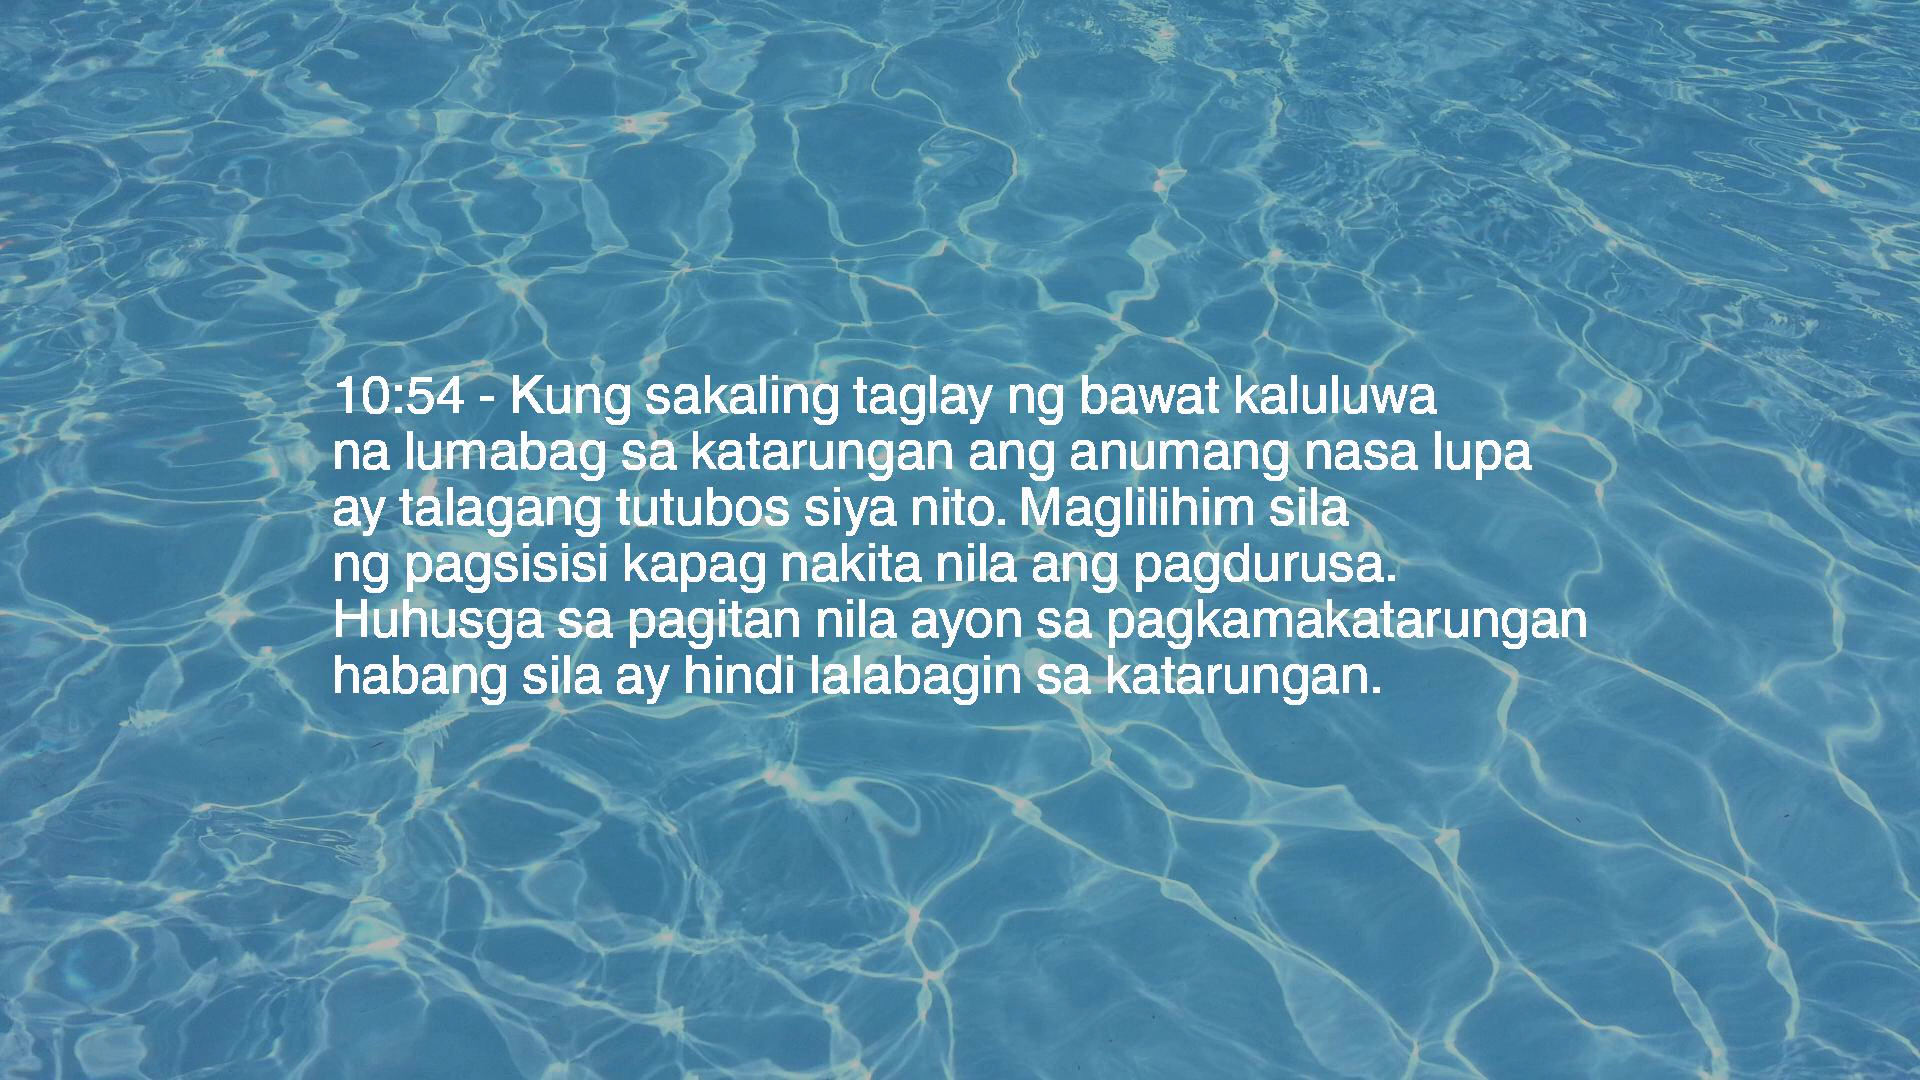 10:54 - Kung sakaling taglay ng bawat kaluluwa
na lumabag sa katarungan ang anumang nasa lupa
ay talagang tutubos siya nito. Maglilihim sila
ng pagsisisi kapag nakita nila ang pagdurusa.
Huhusga sa pagitan nila ayon sa pagkamakatarungan
habang sila ay hindi lalabagin sa katarungan.